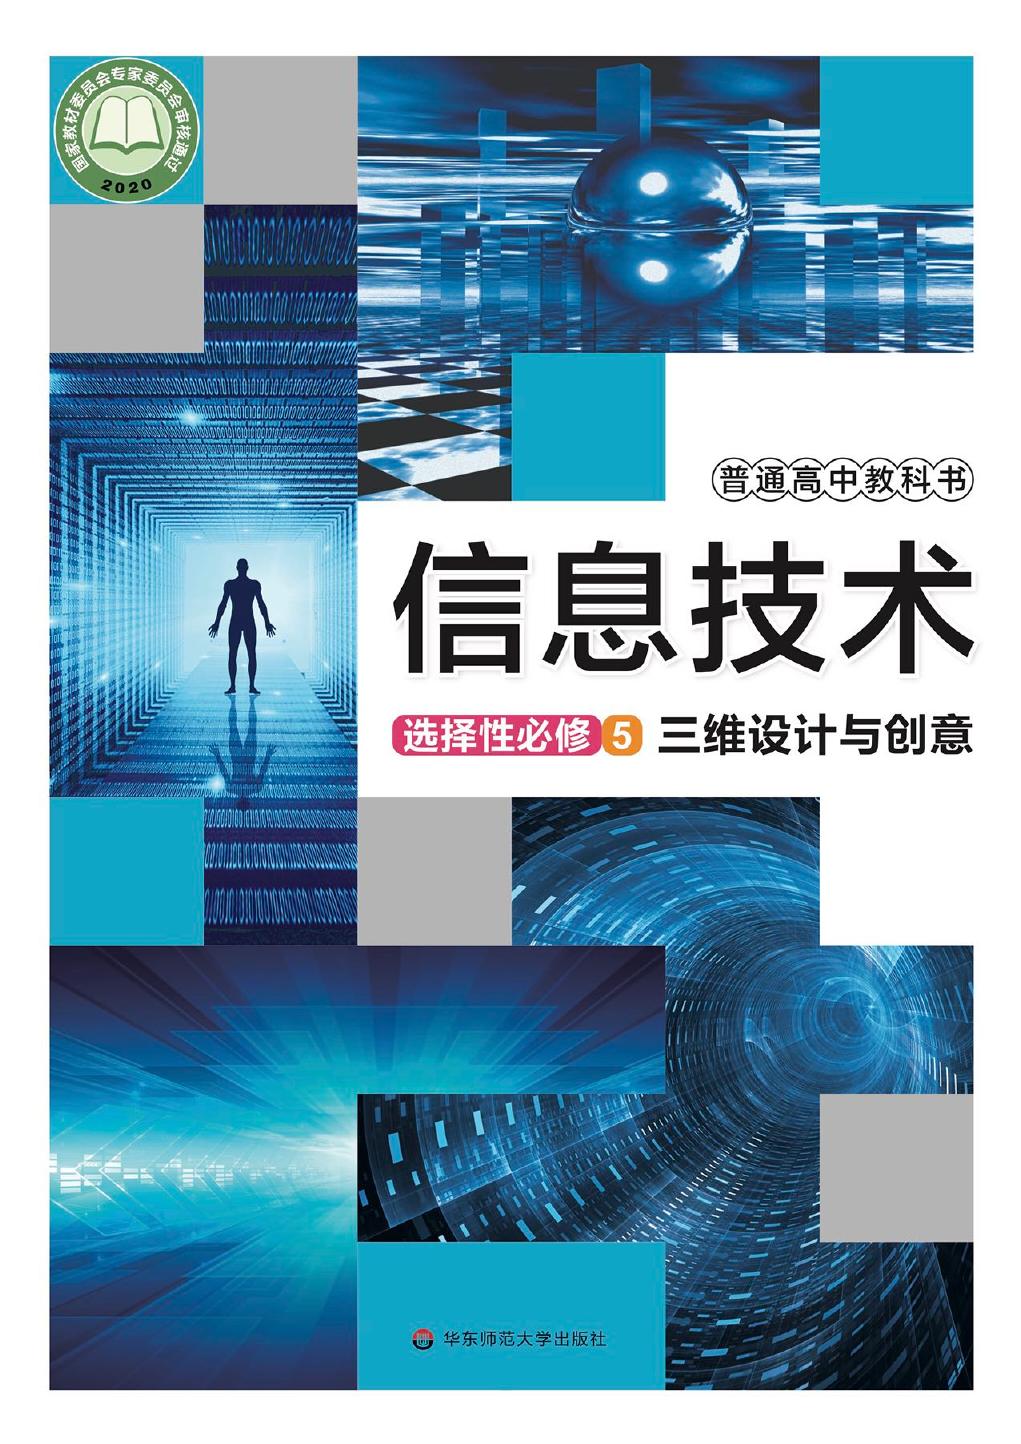 国家教材委员会专家委员会审核通过
2020
普通高中教科书
信息技术
选择性必修5 三维设计与创意
华东师范大学出版社